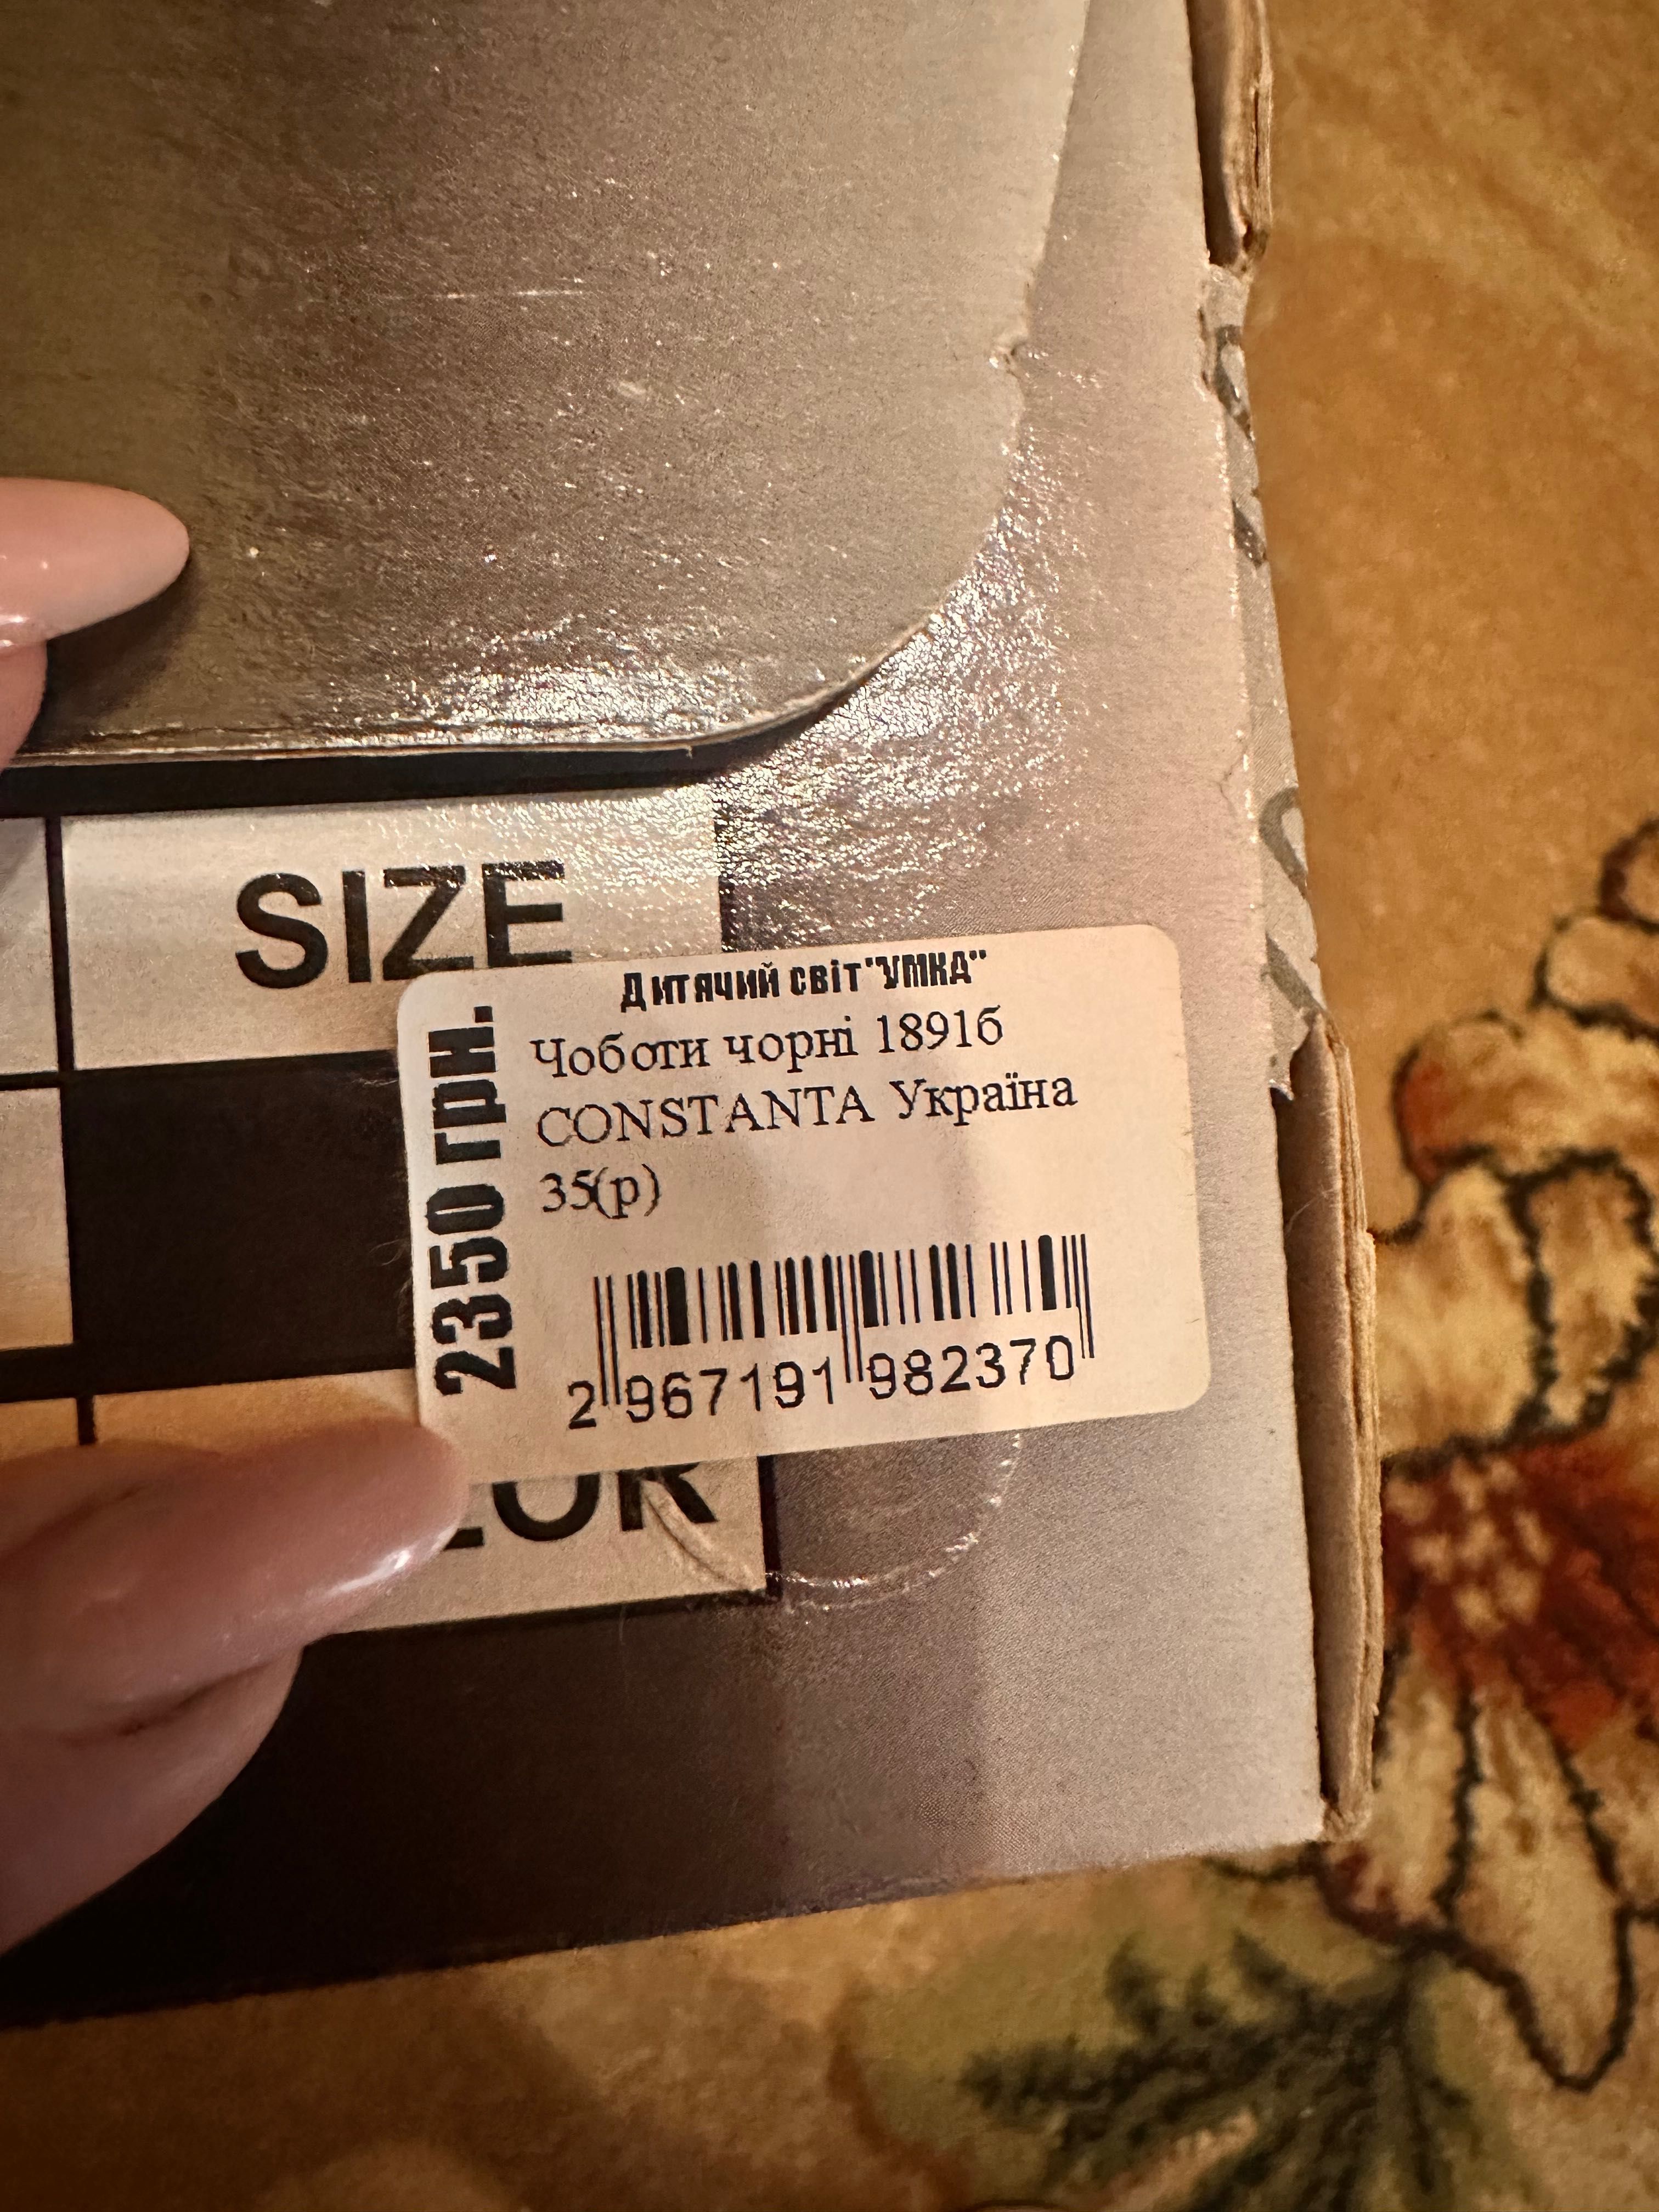 SIZE
Дитячий світ "УМКА"
2350 грн.
Чоботи чорні 1891б
CONSTANTA Україна
35(р)
2 967191 982370